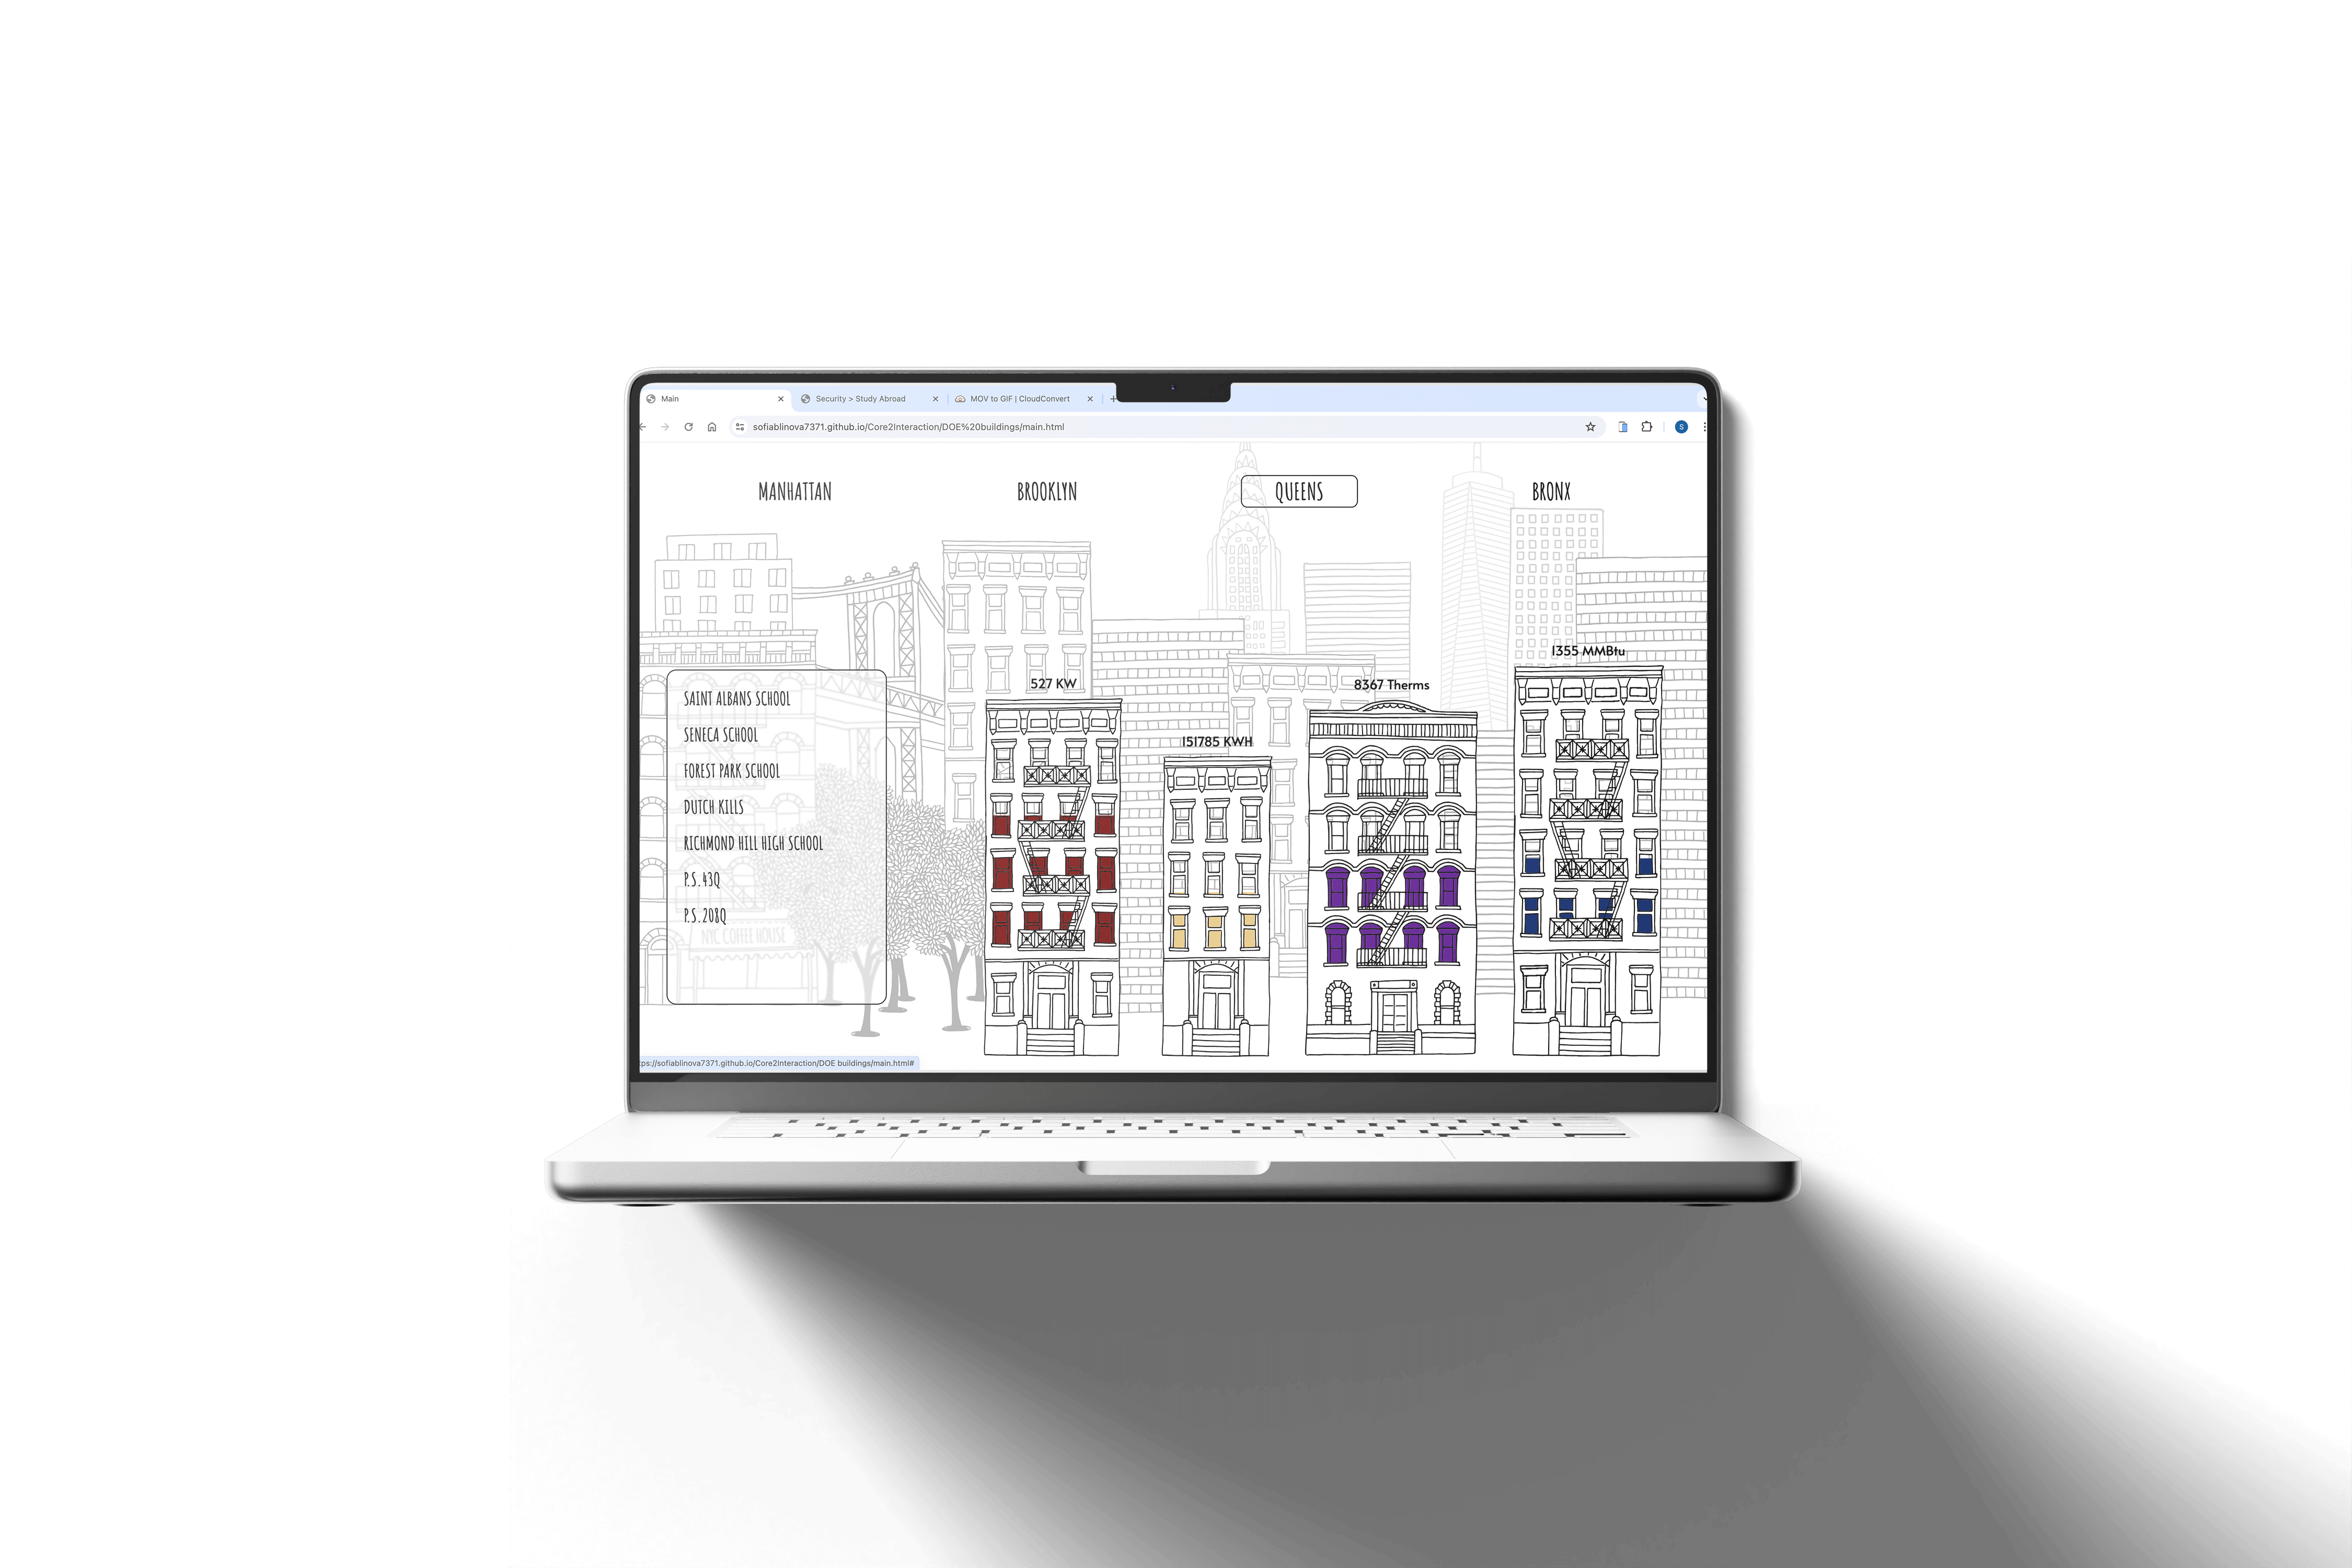 Main
Security > Study Abroad
MOV to GIF | CloudConvert
sofiablinova7371.github.io/Core2Interaction/DOE%20buildings/main.html
S
MANHATTAN
BROOKLYN
QUEENS
BRONX
1355 MMBtu
527 KW
8367 Therms
151785 KWH
SAINT ALBANS SCHOOL
SENECA SCHOOL
FOREST PARK SCHOOL
DUTCH KILLS
RICHMOND HILL HIGH SCHOOL
P.S.43Q
P.S.208Q
NYC COFFEE HOUSE
tps://sofiablinova7371.github.io/Core2Interaction/DOE buildings/main.html#